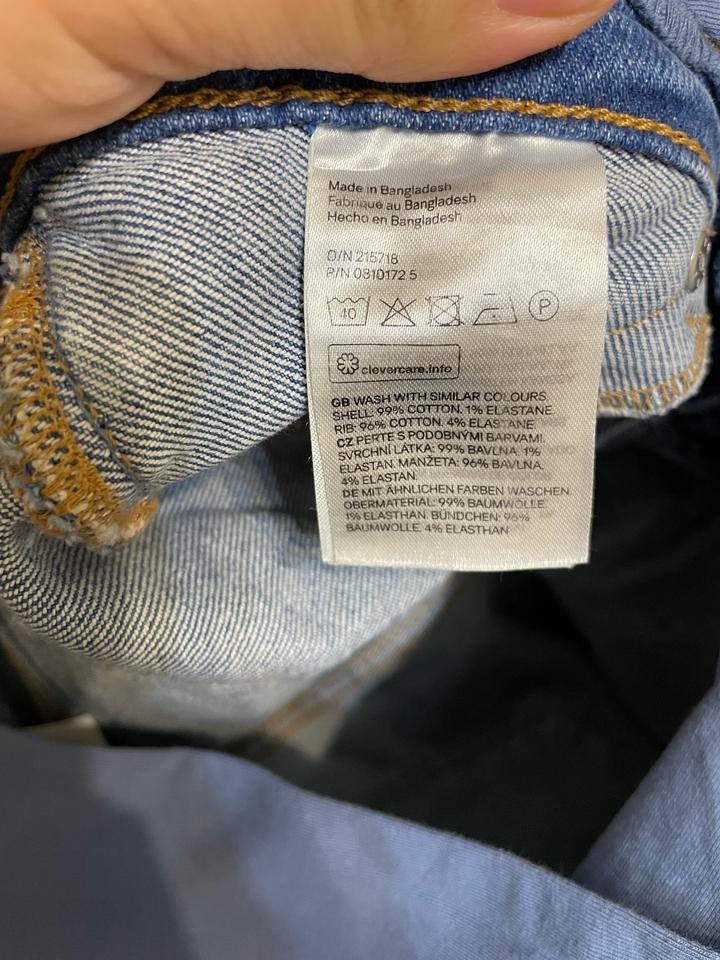 Made in Bangladesh
Fabriqué au Bangladesh
Hecho en Bangladesh
O/N 215718
P/N 0810172 5
40
P
clevercare.info
GB WASH WITH SIMILAR COLOURS.
SHELL: 99% COTTON. 1% ELASTANE.
RIB: 96% COTTON. 4% ELASTANE.
CZ PERTE S PODOBNÝMI BARVAMI.
SVRCHNÍ LÁTKA: 99% BAVLNA. 1%
ELASTAN. MANŽETA: 96% BAVLNA.
4% ELASTAN.
DE MIT ÄHNLICHEN FARBEN WASCHEN.
OBERMATERIAL: 99% BAUMWOLLE.
1% ELASTHAN. BÜNDCHEN: 96%
BAUMWOLLE. 4% ELASTHAN